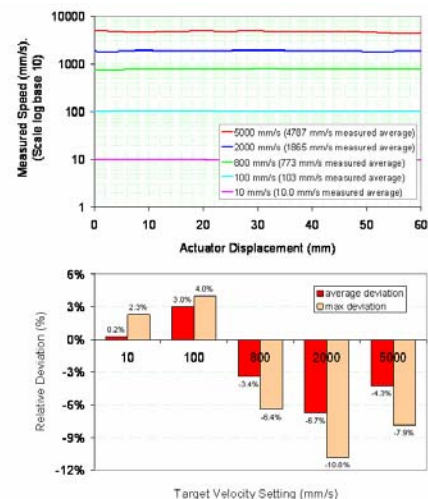 10000
1000
100
10
1
Measured Speed (mm/s).
(Scale log base 10)
5000 mm/s (4787 mm/s measured average)
2000 mm/s (1865 mm/s measured average)
800 mm/s (773 mm/s measured average)
100 mm/s (103 mm/s measured average)
10 mm/s (10.0 mm/s measured average)
0 10 20 30 40 50 60
Actuator Displacement (mm)
6%
3%
0%
-3%
-6%
-9%
-12%
Relative Deviation (%)
average deviation
max deviation
0.2% 2.3% 3.0% 4.0%
10 100 800 2000 5000
-3.4% -6.4% -6.7% -10.8% -4.3% -7.9%
Target Velocity Setting (mm/s)